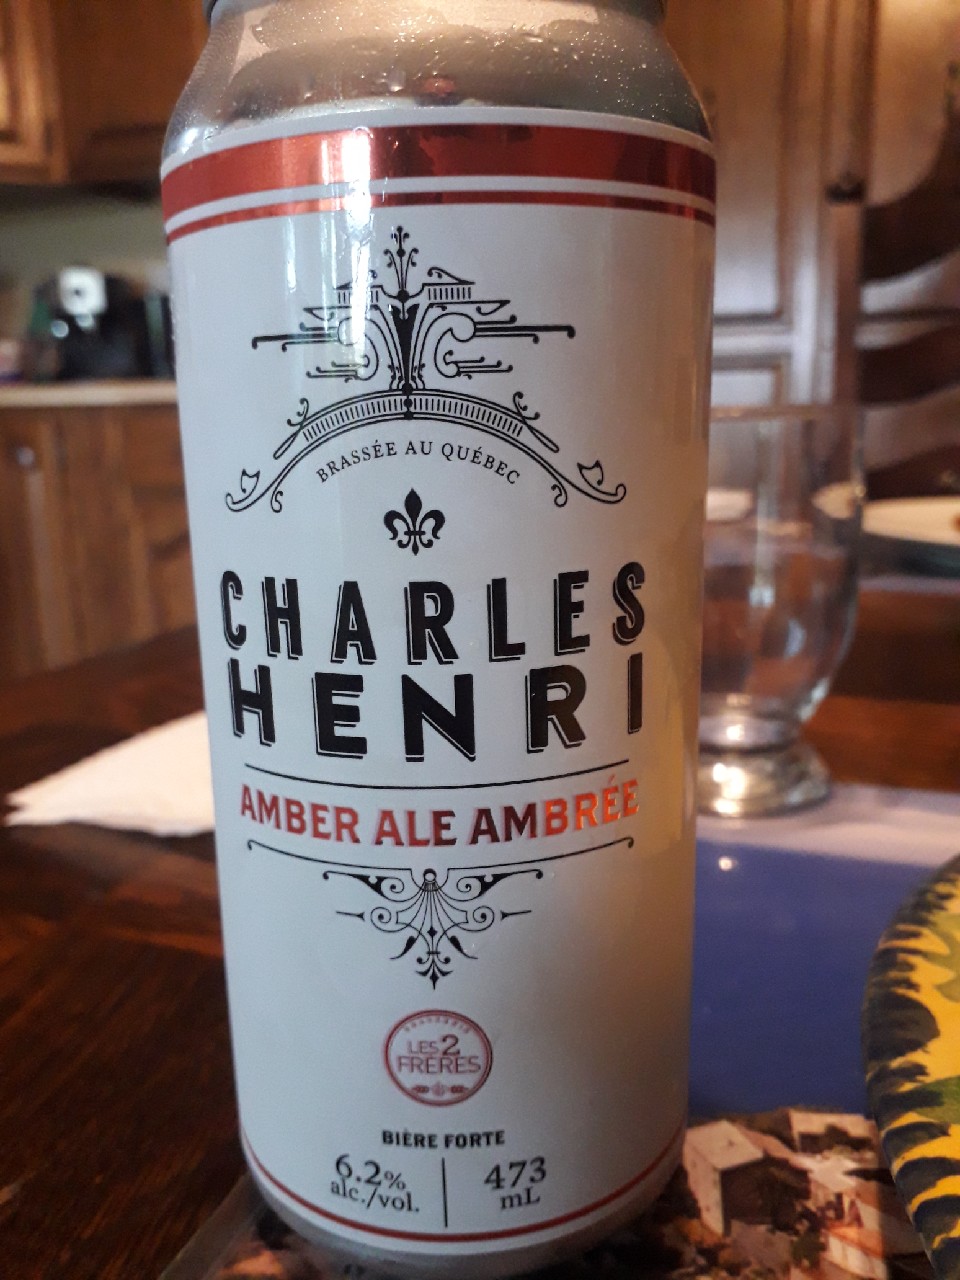 BRASSÉE AU QUÉBEC
CHARLES
HENRI
AMBER ALE AMBRÉE
BRASSERIE
LES 2
FRÈRES
BIÈRE FORTE
6.2% 473
alc./vol. mL